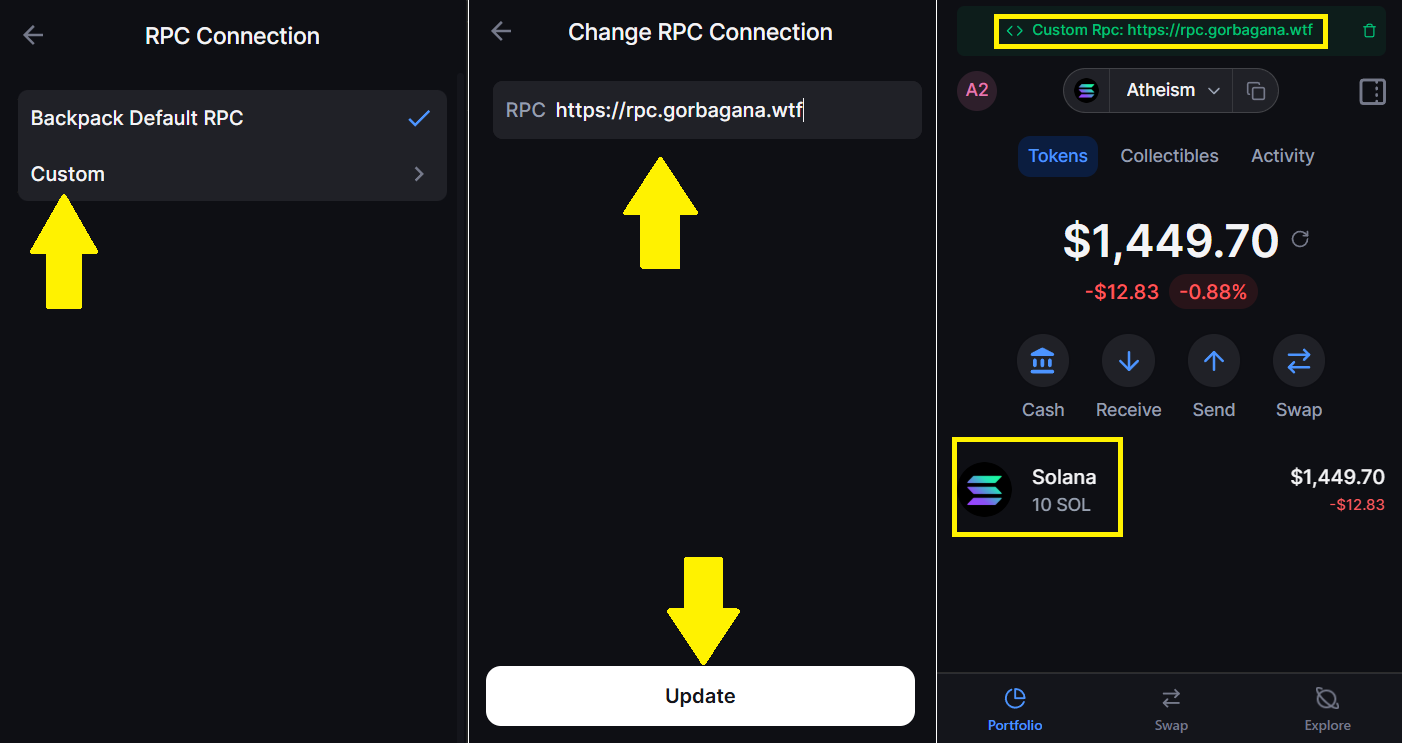 RPC Connection
Backpack Default RPC
Custom
Change RPC Connection
RPC https://rpc.gorbagana.wtf
Update
<> Custom Rpc: https://rpc.gorbagana.wtf
A2
Atheism
Tokens Collectibles Activity
$1,449.70
-$12.83 -0.88%
Cash Receive Send Swap
Solana $1,449.70
10 SOL -$12.83
Portfolio Swap Explore